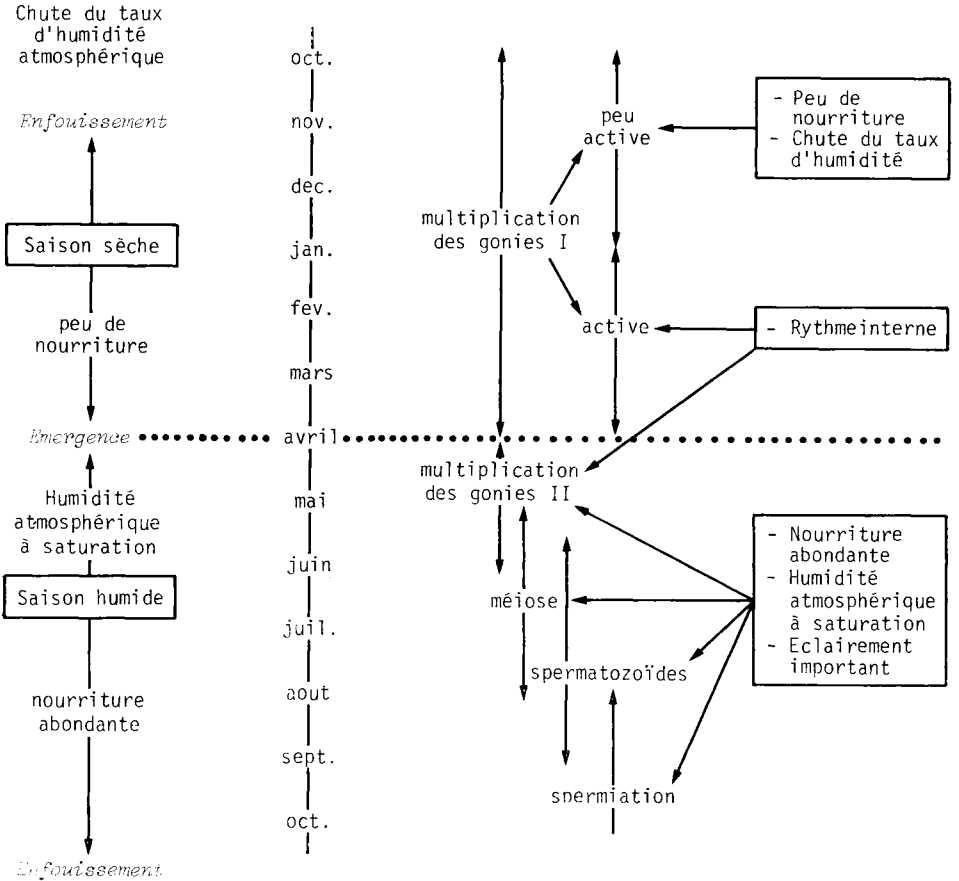 Chute du taux
d'humidité
atmosphérique
Enfouissement
Saison sèche
peu de
nourriture
Emergence
Humidité
atmosphérique
à saturation
Saison humide
nourriture
abondante
Enfouissement
oct.
nov.
dec.
jan.
fev.
mars
avril
mai
juin
juil.
aout
sept.
oct.
multiplication
des gonies I
peu
active
active
multiplication
des gonies II
méiose
spermatozoïdes
spermiation
- Peu de
nourriture
- Chute du taux
d'humidité
- Rythmeinterne
- Nourriture
abondante
- Humidité
atmosphérique
à saturation
- Eclairement
important